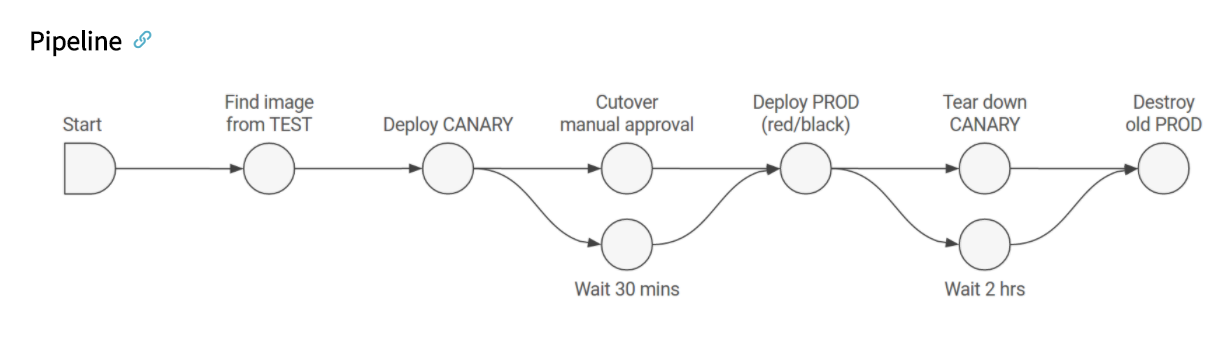 Pipeline
Start
Find image
from TEST
Deploy CANARY
Cutover
manual approval
Deploy PROD
(red/black)
Tear down
CANARY
Destroy
old PROD
Wait 30 mins
Wait 2 hrs